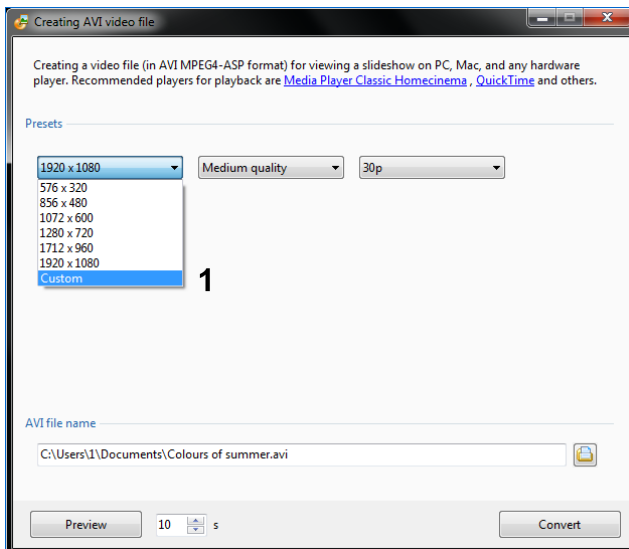 Creating AVI video file
Creating a video file (in AVI MPEG4-ASP format) for viewing a slideshow on PC, Mac, and any hardware
player. Recommended players for playback are Media Player Classic Homecinema , QuickTime and others.
Presets
1920 x 1080 Medium quality 30p
576 x 320
856 x 480
1072 x 600
1280 x 720
1712 x 960
1920 x 1080
Custom 1
AVI file name
C:\Users\1\Documents\Colours of summer.avi
Preview 10 s Convert